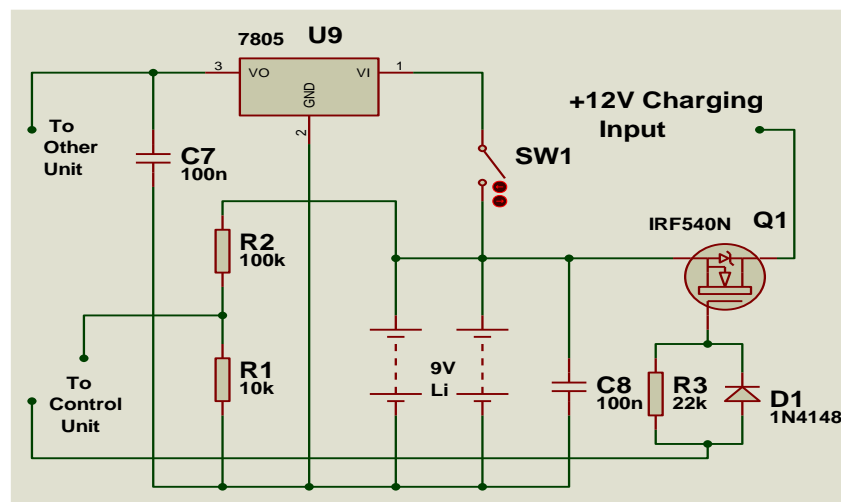 7805
U9
3
VO
VI
1
GND
2
+12V Charging
Input
To
Other
Unit
C7
100n
SW1
IRF540N
Q1
R2
100k
To
Control
Unit
R1
10k
9V
Li
C8
100n
R3
22k
D1
1N4148